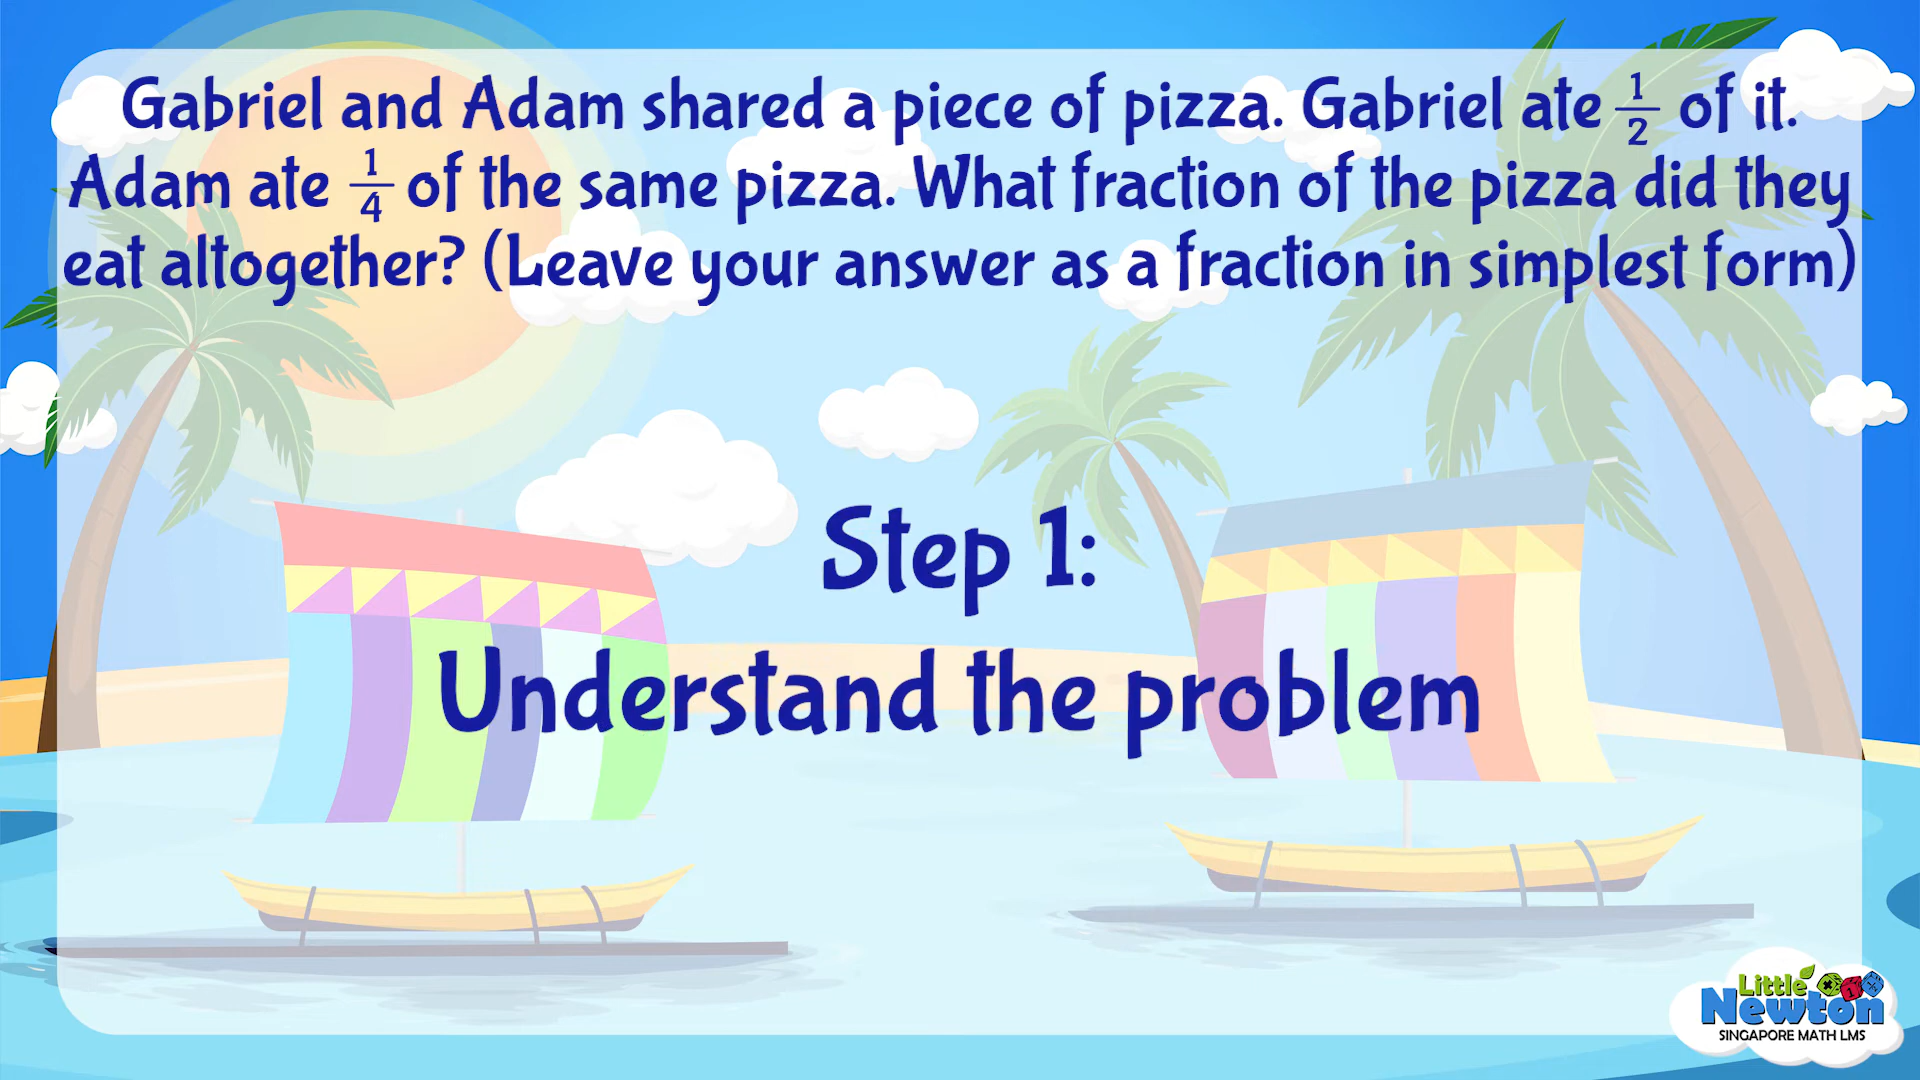 Gabriel and Adam shared a piece of pizza. Gabriel ate 1/2 of it.
Adam ate 1/4 of the same pizza. What fraction of the pizza did they
eat altogether? (Leave your answer as a fraction in simplest form)
Step 1:
Understand the problem
Little
Newton
SINGAPORE MATH LMS